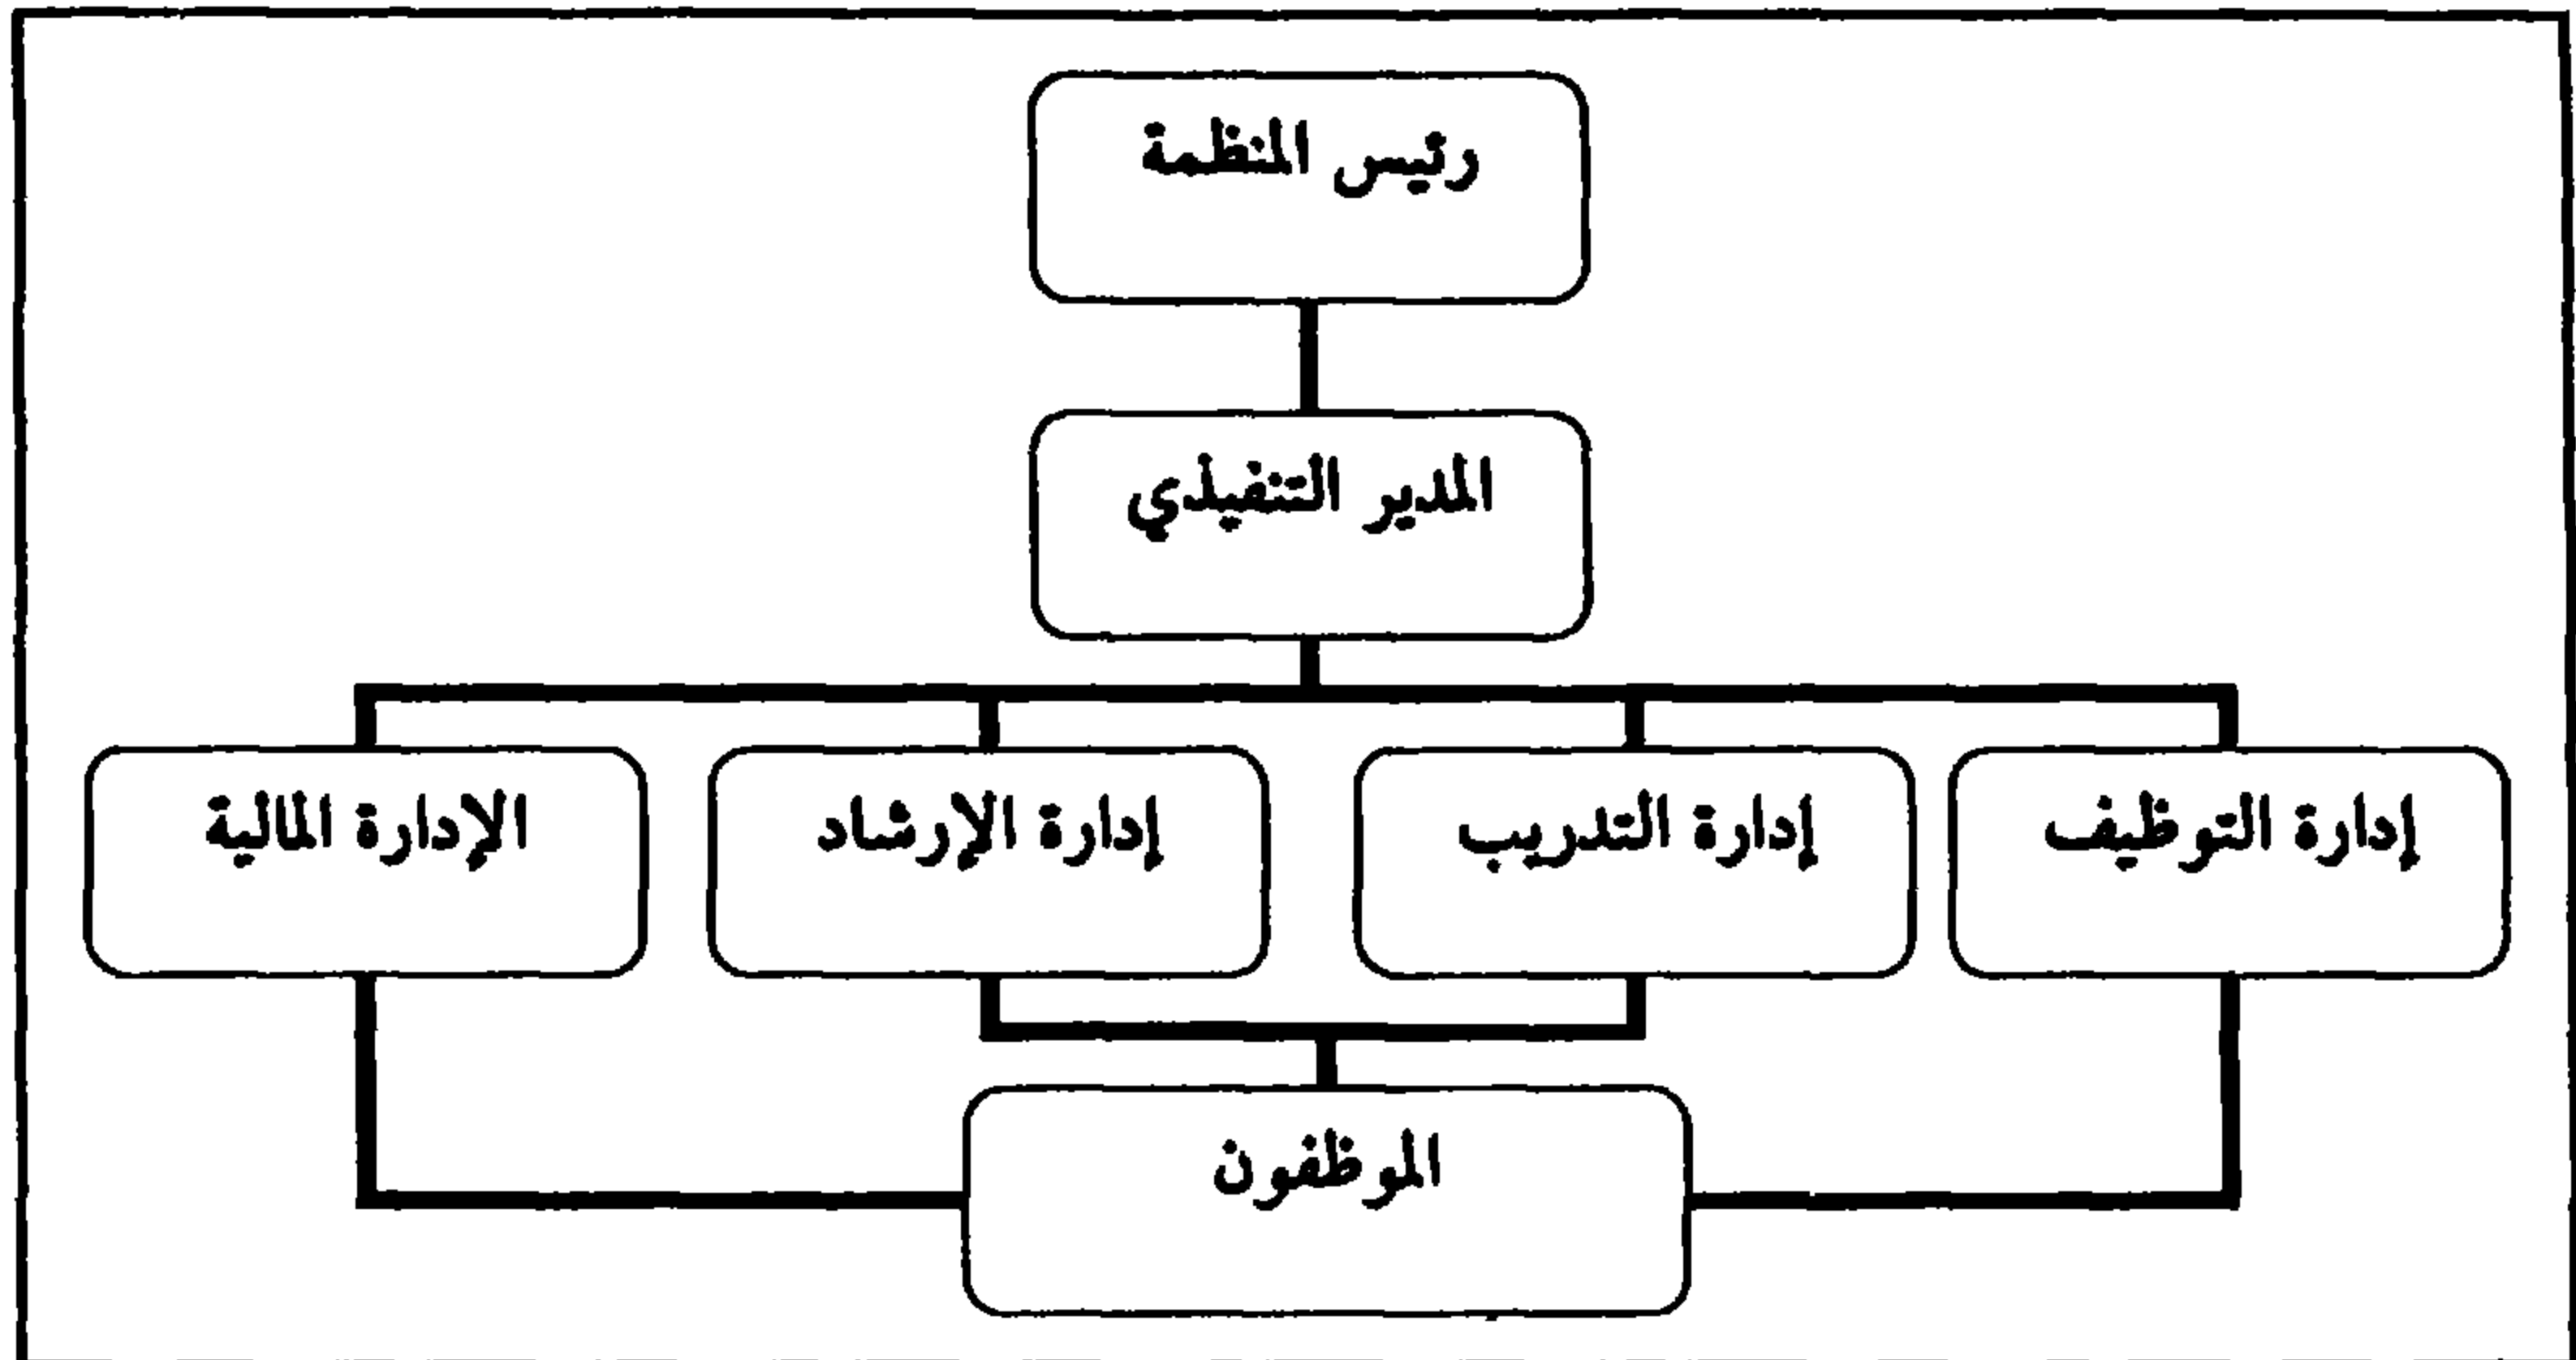 رئيس المنظمة
المدير التنفيذي
إدارة التوظيف
إدارة التدريب
إدارة الإرشاد
الإدارة المالية
الموظفون